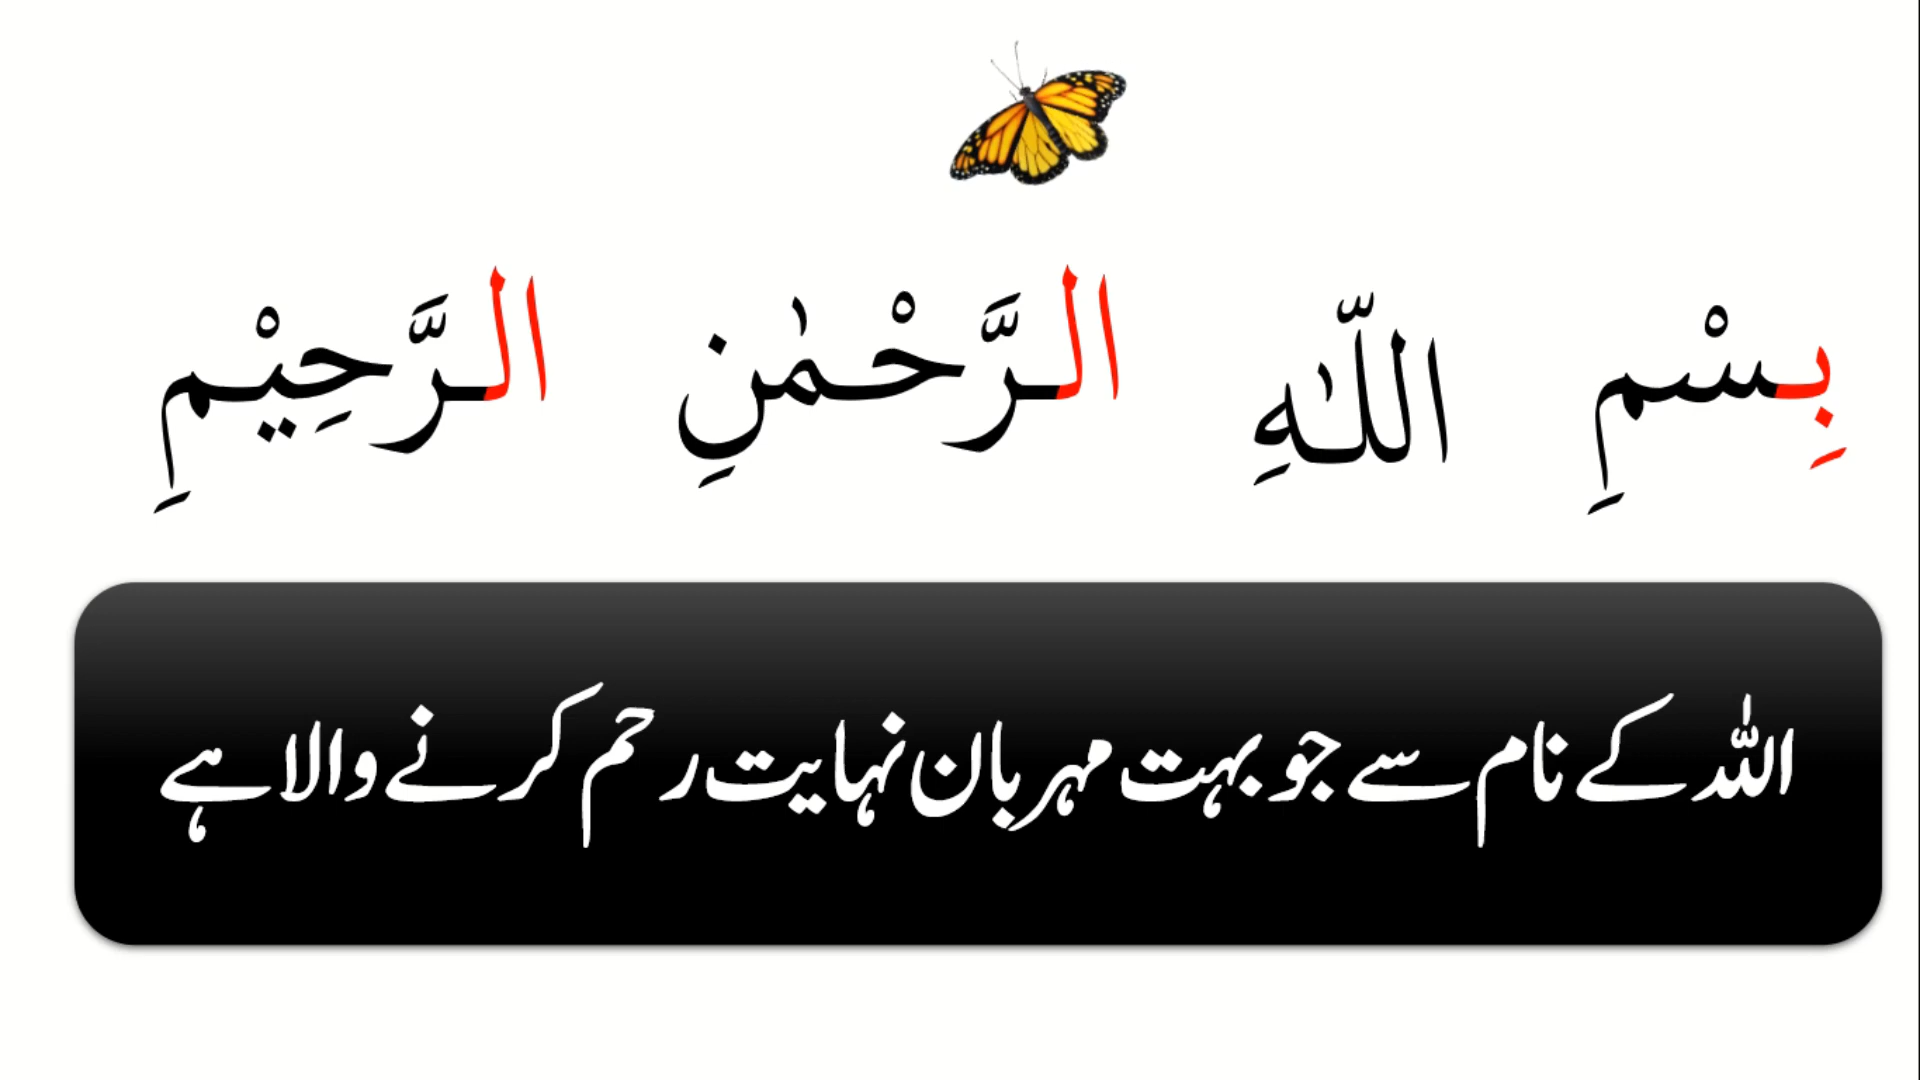 بِسْمِ اللّٰهِ الرَّحْمٰنِ الرَّحِيْمِ
اللہ کے نام سے جو بہت مہربان نہایت رحم کرنے والا ہے